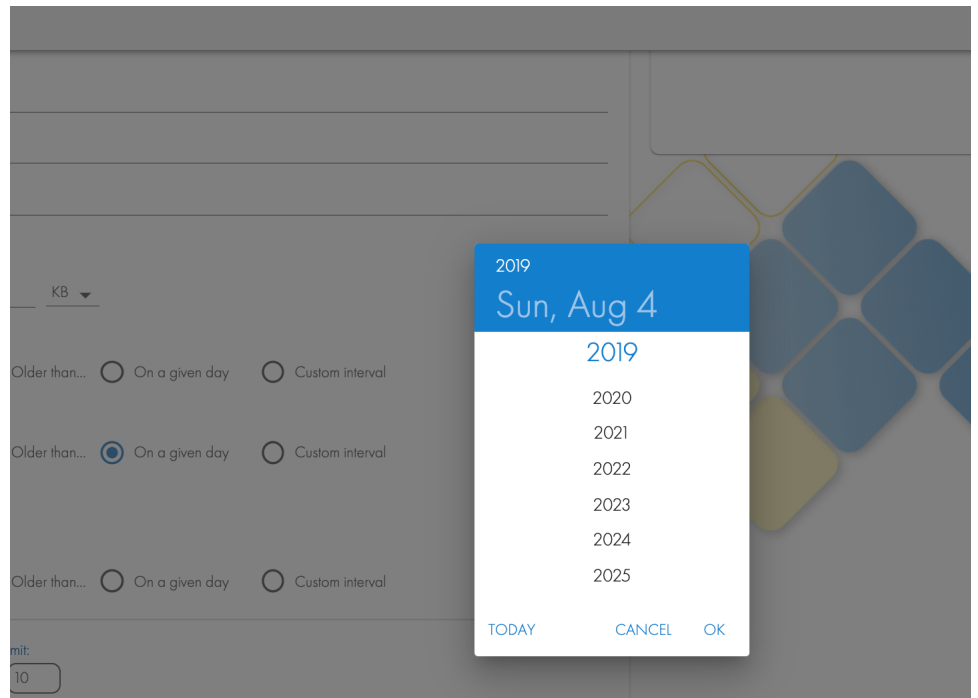 2019
Sun, Aug 4
2019
2020
2021
2022
2023
2024
2025
TODAY CANCEL OK
KB
Older than... On a given day Custom interval
Older than... On a given day Custom interval
Older than... On a given day Custom interval
mit:
10